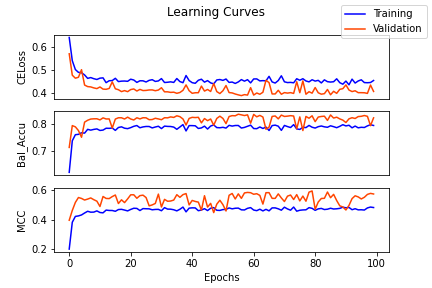 Learning Curves
Training
Validation
CELoss
0.6
0.5
0.4
Bal_Accu
0.8
0.7
MCC
0.6
0.4
0.2
0 20 40 60 80 100
Epochs